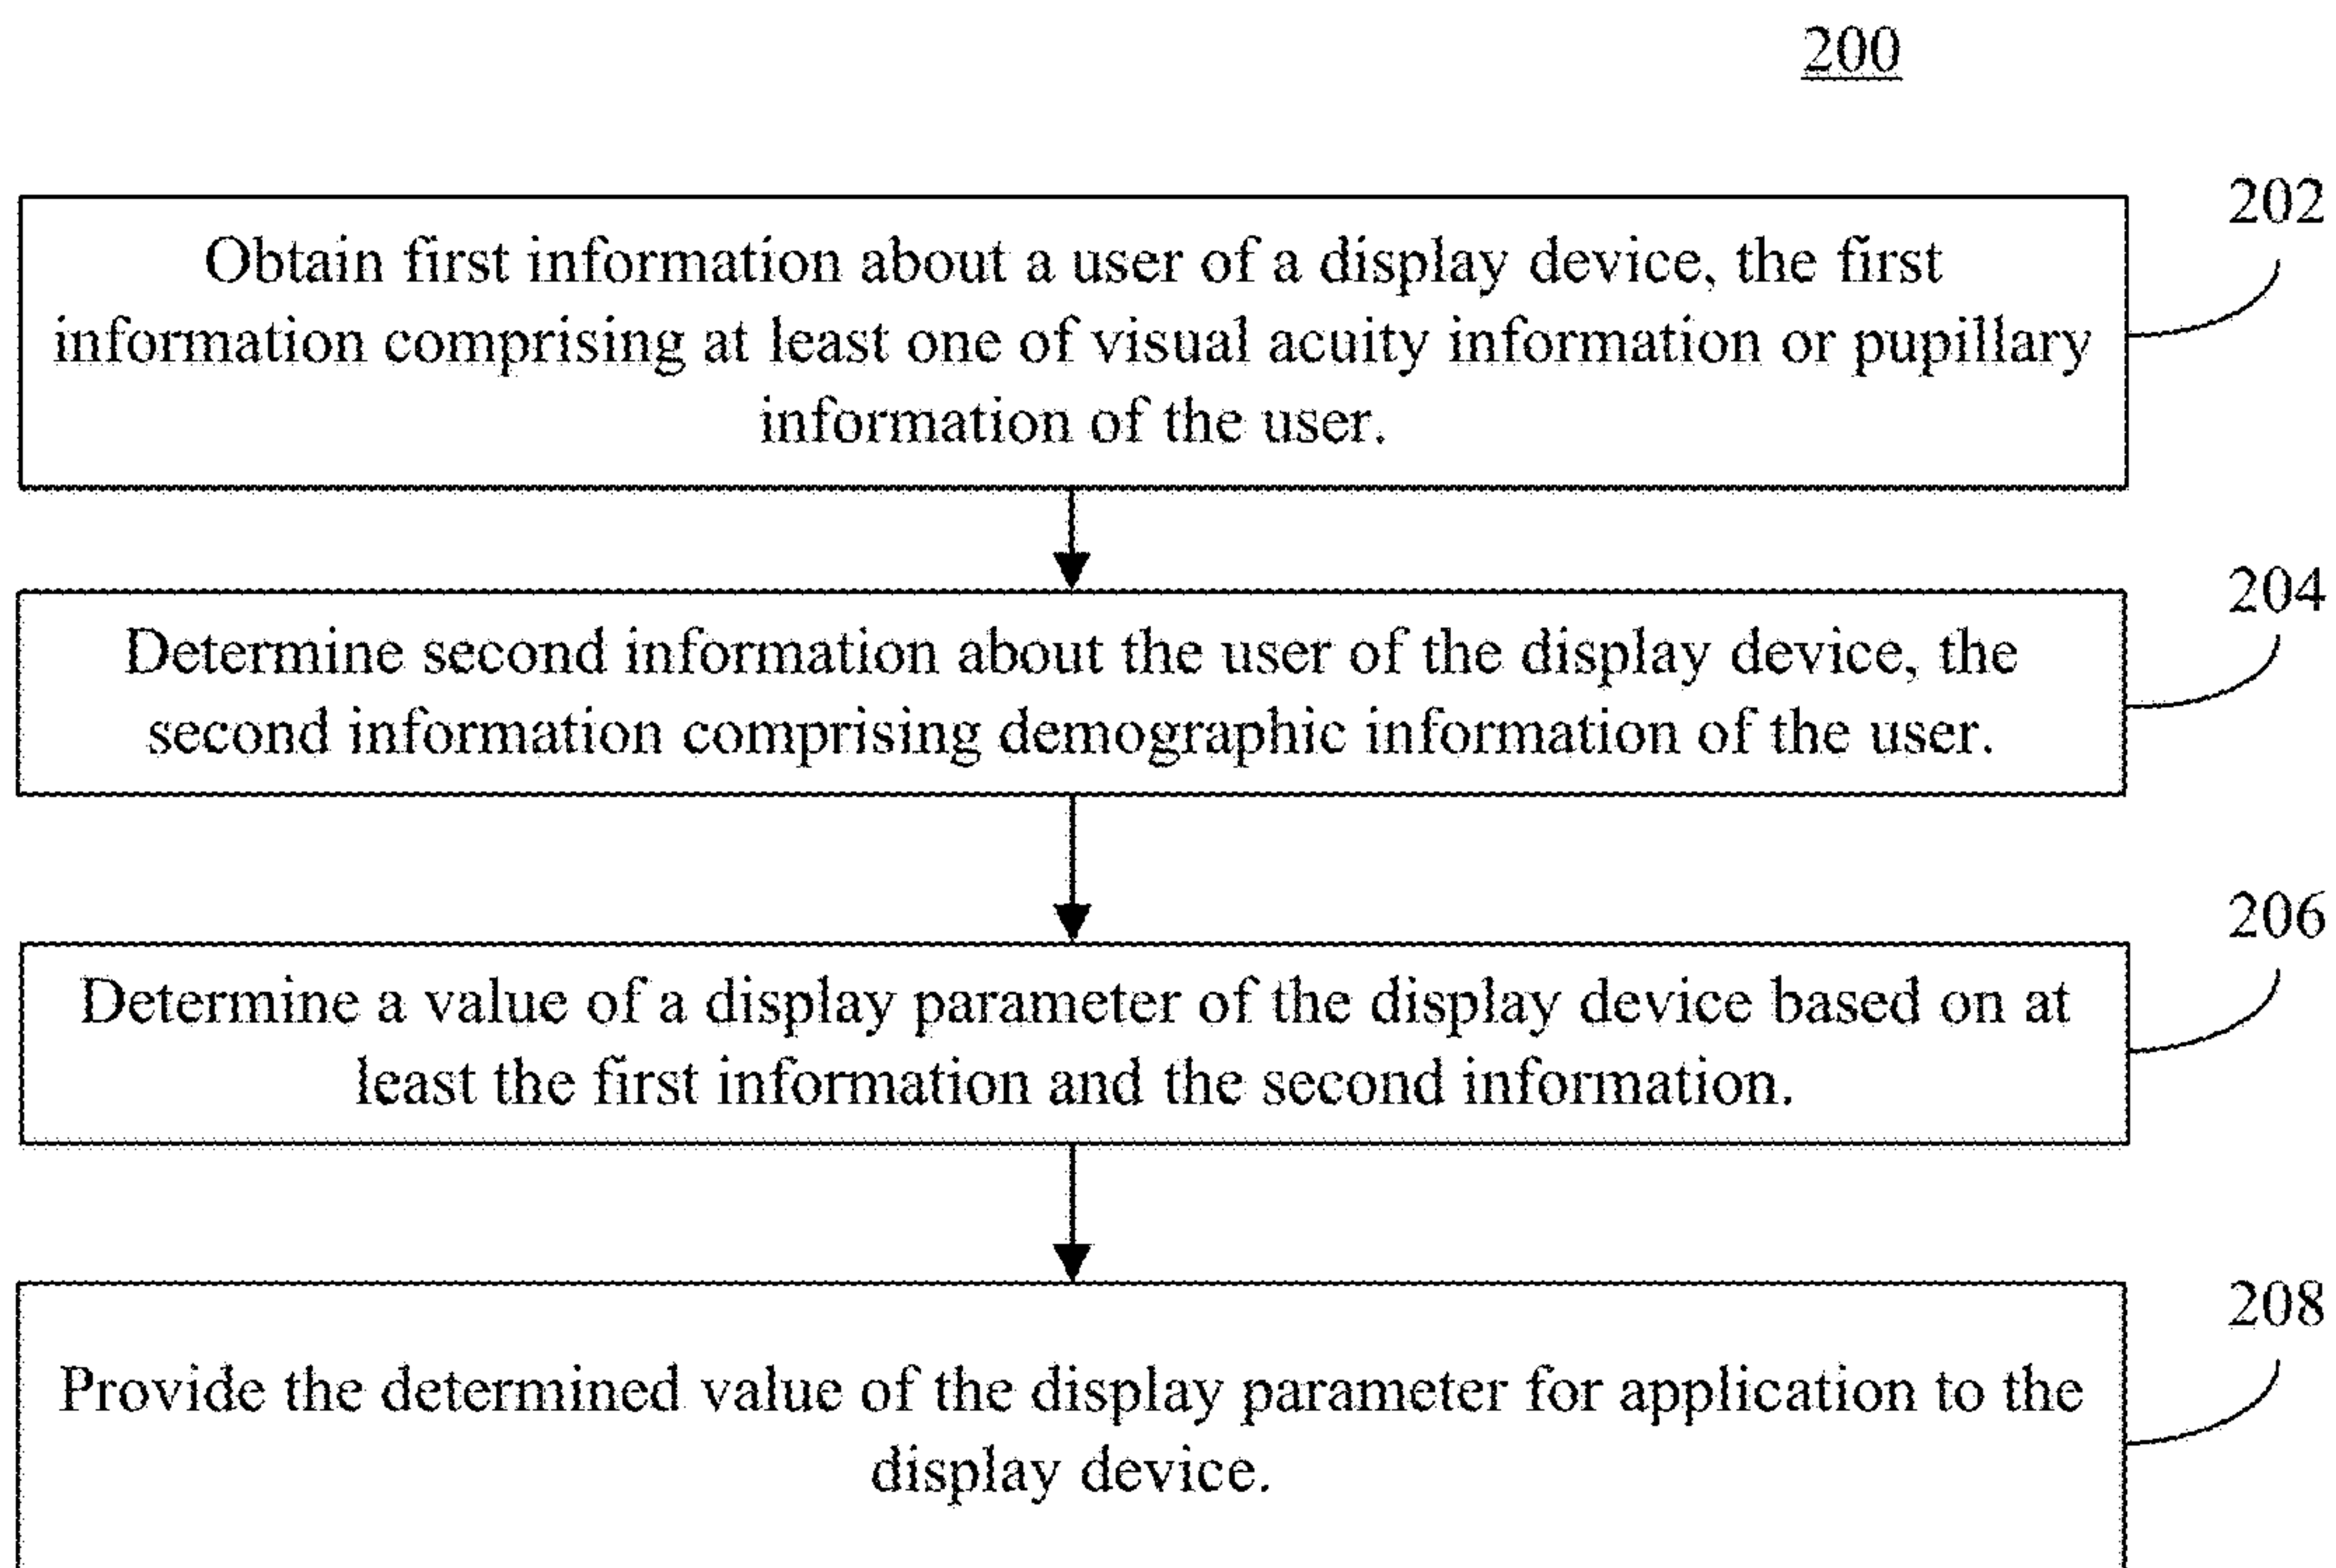 200
202
Obtain first information about a user of a display device, the first
information comprising at least one of visual acuity information or pupillary
information of the user.
204
Determine second information about the user of the display device, the
second information comprising demographic information of the user.
206
Determine a value of a display parameter of the display device based on at
least the first information and the second information.
208
Provide the determined value of the display parameter for application to the
display device.